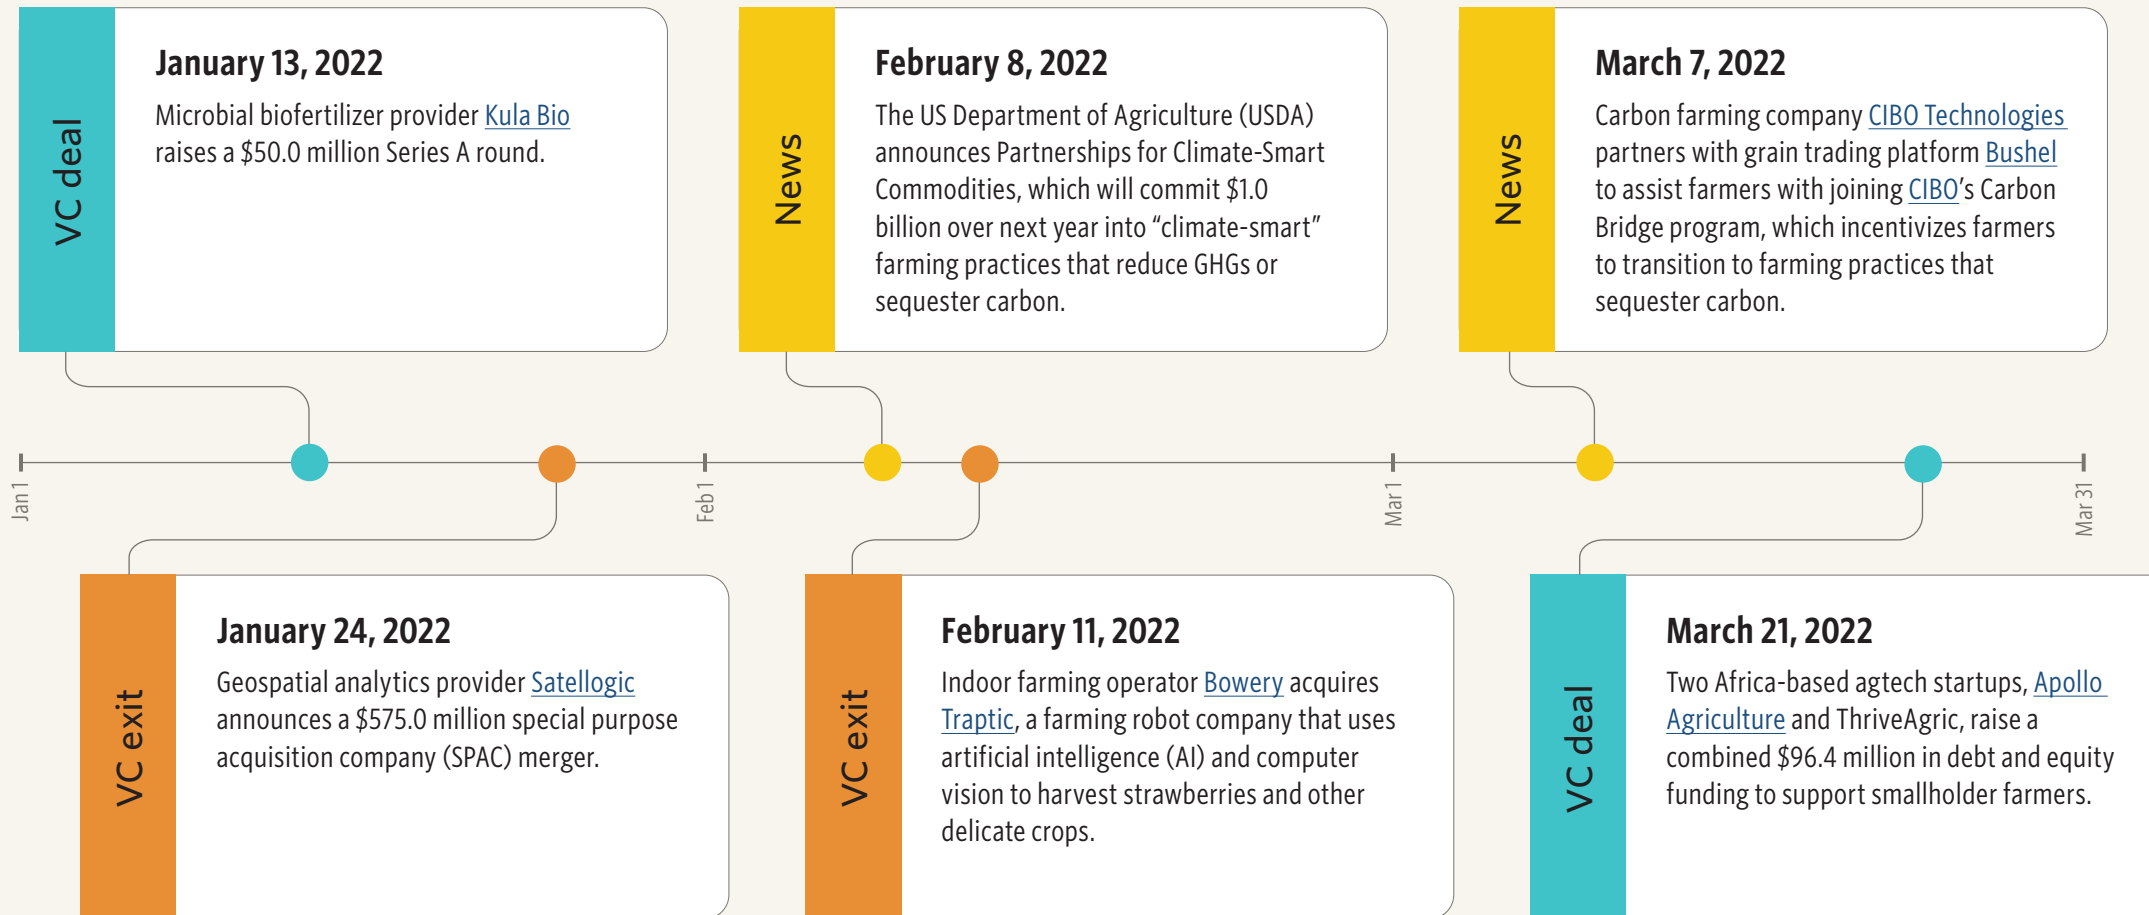 VC deal
January 13, 2022
Microbial biofertilizer provider Kula Bio
raises a $50.0 million Series A round.
News
February 8, 2022
The US Department of Agriculture (USDA)
announces Partnerships for Climate-Smart
Commodities, which will commit $1.0
billion over next year into “climate-smart”
farming practices that reduce GHGs or
sequester carbon.
News
March 7, 2022
Carbon farming company CIBO Technologies
partners with grain trading platform Bushel
to assist farmers with joining CIBO’s Carbon
Bridge program, which incentivizes farmers
to transition to farming practices that
sequester carbon.
Jan 1
Feb 1
Mar 1
Mar 31
VC exit
January 24, 2022
Geospatial analytics provider Satellogic
announces a $575.0 million special purpose
acquisition company (SPAC) merger.
VC exit
February 11, 2022
Indoor farming operator Bowery acquires
Traptic, a farming robot company that uses
artificial intelligence (AI) and computer
vision to harvest strawberries and other
delicate crops.
VC deal
March 21, 2022
Two Africa-based agtech startups, Apollo
Agriculture and ThriveAgric, raise a
combined $96.4 million in debt and equity
funding to support smallholder farmers.